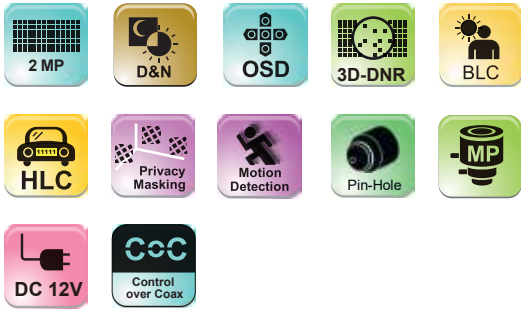 2 MP
D&N
OSD
3D-DNR
BLC
HLC
Privacy
Masking
Motion
Detection
Pin-Hole
MP
DC 12V
CoC
Control
over Coax